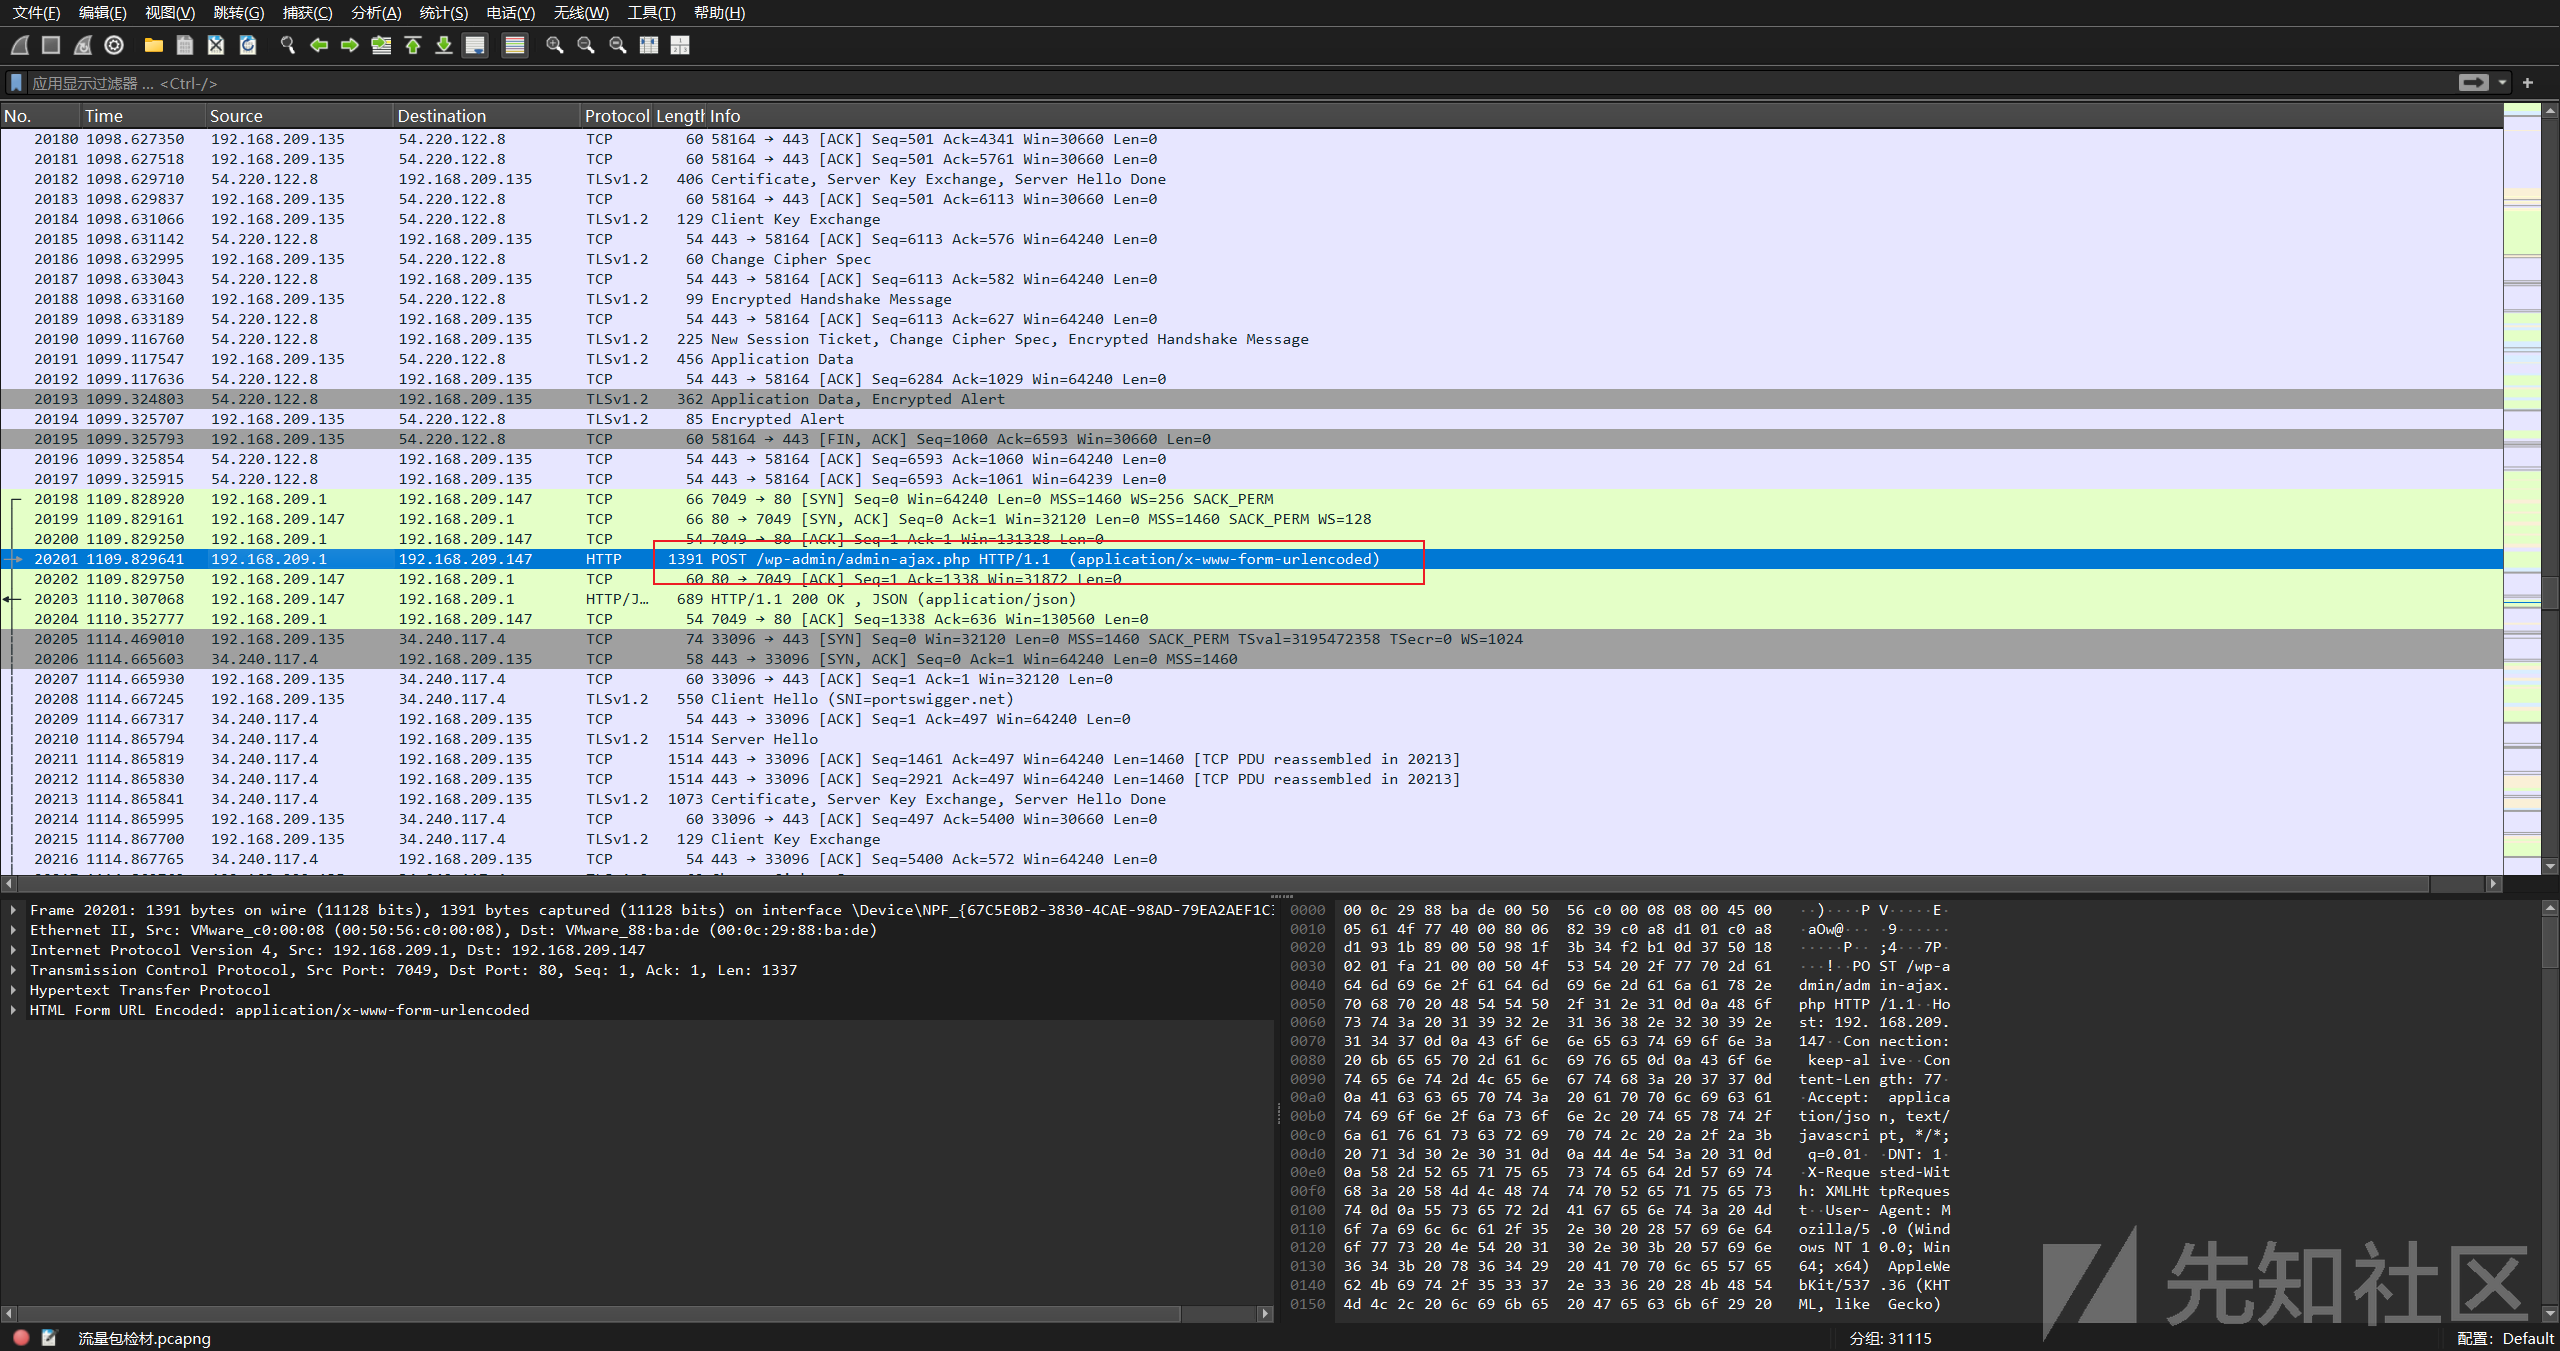 文件(F) 编辑(E) 视图(V) 跳转(G) 捕获(C) 分析(A) 统计(S) 电话(Y) 无线(W) 工具(T) 帮助(H)
应用显示过滤器 … <Ctrl-/>
No. Time Source Destination Protocol Length Info
20180 1098.627350 192.168.209.135 54.220.122.8 TCP 60 58164 → 443 [ACK] Seq=501 Ack=4341 Win=30660 Len=0
20181 1098.627518 192.168.209.135 54.220.122.8 TCP 60 58164 → 443 [ACK] Seq=501 Ack=5761 Win=30660 Len=0
20182 1098.629710 54.220.122.8 192.168.209.135 TLSv1.2 406 Certificate, Server Key Exchange, Server Hello Done
20183 1098.629837 192.168.209.135 54.220.122.8 TCP 60 58164 → 443 [ACK] Seq=501 Ack=6113 Win=30660 Len=0
20184 1098.631066 192.168.209.135 54.220.122.8 TLSv1.2 129 Client Key Exchange
20185 1098.631142 54.220.122.8 192.168.209.135 TCP 54 443 → 58164 [ACK] Seq=6113 Ack=576 Win=64240 Len=0
20186 1098.632995 192.168.209.135 54.220.122.8 TLSv1.2 60 Change Cipher Spec
20187 1098.633043 54.220.122.8 192.168.209.135 TCP 54 443 → 58164 [ACK] Seq=6113 Ack=582 Win=64240 Len=0
20188 1098.633160 192.168.209.135 54.220.122.8 TLSv1.2 99 Encrypted Handshake Message
20189 1098.633189 54.220.122.8 192.168.209.135 TCP 54 443 → 58164 [ACK] Seq=6113 Ack=627 Win=64240 Len=0
20190 1099.116760 54.220.122.8 192.168.209.135 TLSv1.2 225 New Session Ticket, Change Cipher Spec, Encrypted Handshake Message
20191 1099.117547 192.168.209.135 54.220.122.8 TLSv1.2 456 Application Data
20192 1099.117636 54.220.122.8 192.168.209.135 TCP 54 443 → 58164 [ACK] Seq=6284 Ack=1029 Win=64240 Len=0
20193 1099.324803 54.220.122.8 192.168.209.135 TLSv1.2 362 Application Data, Encrypted Alert
20194 1099.325707 192.168.209.135 54.220.122.8 TLSv1.2 85 Encrypted Alert
20195 1099.325793 192.168.209.135 54.220.122.8 TCP 60 58164 → 443 [FIN, ACK] Seq=1060 Ack=6593 Win=30660 Len=0
20196 1099.325854 54.220.122.8 192.168.209.135 TCP 54 443 → 58164 [ACK] Seq=6593 Ack=1060 Win=64240 Len=0
20197 1099.325915 54.220.122.8 192.168.209.135 TCP 54 443 → 58164 [ACK] Seq=6593 Ack=1061 Win=64239 Len=0
20198 1109.828920 192.168.209.1 192.168.209.147 TCP 66 7049 → 80 [SYN] Seq=0 Win=64240 Len=0 MSS=1460 WS=256 SACK_PERM
20199 1109.829161 192.168.209.147 192.168.209.1 TCP 66 80 → 7049 [SYN, ACK] Seq=0 Ack=1 Win=32120 Len=0 MSS=1460 SACK_PERM WS=128
20200 1109.829250 192.168.209.1 192.168.209.147 TCP 54 7049 → 80 [ACK] Seq=1 Ack=1 Win=131328 Len=0
20201 1109.829641 192.168.209.1 192.168.209.147 HTTP 1391 POST /wp-admin/admin-ajax.php HTTP/1.1 (application/x-www-form-urlencoded)
20202 1109.829750 192.168.209.147 192.168.209.1 TCP 60 80 → 7049 [ACK] Seq=1 Ack=1338 Win=31872 Len=0
20203 1110.307068 192.168.209.147 192.168.209.1 HTTP/J… 689 HTTP/1.1 200 OK , JSON (application/json)
20204 1110.352777 192.168.209.1 192.168.209.147 TCP 54 7049 → 80 [ACK] Seq=1338 Ack=636 Win=130560 Len=0
20205 1114.469010 192.168.209.135 34.240.117.4 TCP 74 33096 → 443 [SYN] Seq=0 Win=32120 Len=0 MSS=1460 SACK_PERM TSval=3195472358 TSecr=0 WS=1024
20206 1114.665603 34.240.117.4 192.168.209.135 TCP 58 443 → 33096 [SYN, ACK] Seq=0 Ack=1 Win=64240 Len=0 MSS=1460
20207 1114.665930 192.168.209.135 34.240.117.4 TCP 60 33096 → 443 [ACK] Seq=1 Ack=1 Win=32120 Len=0
20208 1114.667245 192.168.209.135 34.240.117.4 TLSv1.2 550 Client Hello (SNI=portswigger.net)
20209 1114.667317 34.240.117.4 192.168.209.135 TCP 54 443 → 33096 [ACK] Seq=1 Ack=497 Win=64240 Len=0
20210 1114.865794 34.240.117.4 192.168.209.135 TLSv1.2 1514 Server Hello
20211 1114.865819 34.240.117.4 192.168.209.135 TCP 1514 443 → 33096 [ACK] Seq=1461 Ack=497 Win=64240 Len=1460 [TCP PDU reassembled in 20213]
20212 1114.865830 34.240.117.4 192.168.209.135 TCP 1514 443 → 33096 [ACK] Seq=2921 Ack=497 Win=64240 Len=1460 [TCP PDU reassembled in 20213]
20213 1114.865841 34.240.117.4 192.168.209.135 TLSv1.2 1073 Certificate, Server Key Exchange, Server Hello Done
20214 1114.865995 192.168.209.135 34.240.117.4 TCP 60 33096 → 443 [ACK] Seq=497 Ack=5400 Win=30660 Len=0
20215 1114.867700 192.168.209.135 34.240.117.4 TLSv1.2 129 Client Key Exchange
20216 1114.867765 34.240.117.4 192.168.209.135 TCP 54 443 → 33096 [ACK] Seq=5400 Ack=572 Win=64240 Len=0
Frame 20201: 1391 bytes on wire (11128 bits), 1391 bytes captured (11128 bits) on interface \Device\NPF_{67C5E0B2-3830-4CAE-98AD-79EA2AEF1C3
Ethernet II, Src: VMware_c0:00:08 (00:50:56:c0:00:08), Dst: VMware_88:ba:de (00:0c:29:88:ba:de)
Internet Protocol Version 4, Src: 192.168.209.1, Dst: 192.168.209.147
Transmission Control Protocol, Src Port: 7049, Dst Port: 80, Seq: 1, Ack: 1, Len: 1337
Hypertext Transfer Protocol
HTML Form URL Encoded: application/x-www-form-urlencoded
0000 00 0c 29 88 ba de 00 50 56 c0 00 08 08 00 45 00 ··)····P V·····E·
0010 05 61 4f 77 40 00 80 06 82 39 c0 a8 d1 01 c0 a8 ·aOw@··· ·9······
0020 d1 93 1b 89 00 50 98 1f 3b 34 f2 b1 0d 37 50 18 ·····P·· ;4···7P·
0030 02 01 fa 21 00 00 50 4f 53 54 20 2f 77 70 2d 61 ···!··PO ST /wp-a
0040 64 6d 69 6e 2f 61 64 6d 69 6e 2d 61 6a 61 78 2e dmin/adm in-ajax.
0050 70 68 70 20 48 54 54 50 2f 31 2e 31 0d 0a 48 6f php HTTP /1.1··Ho
0060 73 74 3a 20 31 39 32 2e 31 36 38 2e 32 30 39 2e st: 192. 168.209.
0070 31 34 37 0d 0a 43 6f 6e 6e 65 63 74 69 6f 6e 3a 147··Con nection:
0080 20 6b 65 65 70 2d 61 6c 69 76 65 0d 0a 43 6f 6e keep-al ive··Con
0090 74 65 6e 74 2d 4c 65 6e 67 74 68 3a 20 37 37 0d tent-Len gth: 77·
00a0 0a 41 63 63 65 70 74 3a 20 61 70 70 6c 69 63 61 ·Accept: applica
00b0 74 69 6f 6e 2f 6a 73 6f 6e 2c 20 74 65 78 74 2f tion/jso n, text/
00c0 6a 61 76 61 73 63 72 69 70 74 2c 20 2a 2f 2a 3b javascri pt, */*;
00d0 20 71 3d 30 2e 30 31 0d 0a 44 4e 54 3a 20 31 0d q=0.01· ·DNT: 1·
00e0 0a 58 2d 52 65 71 75 65 73 74 65 64 2d 57 69 74 ·X-Reque sted-Wit
00f0 68 3a 20 58 4d 4c 48 74 74 70 52 65 71 75 65 73 h: XMLHt tpReques
0100 74 0d 0a 55 73 65 72 2d 41 67 65 6e 74 3a 20 4d t··User- Agent: M
0110 6f 7a 69 6c 6c 61 2f 35 2e 30 20 28 57 69 6e 64 ozilla/5 .0 (Wind
0120 6f 77 73 20 4e 54 20 31 30 2e 30 3b 20 57 69 6e ows NT 1 0.0; Win
0130 36 34 3b 20 78 36 34 29 20 41 70 70 6c 65 57 65 64; x64) AppleWe
0140 62 4b 69 74 2f 35 33 37 2e 33 36 20 28 4b 48 54 bKit/537 .36 (KHT
0150 4d 4c 2c 20 6c 69 6b 65 20 47 65 63 6b 6f 29 20 ML, like Gecko)
先知社区
流量包检材.pcapng 分组: 31115 配置: Default